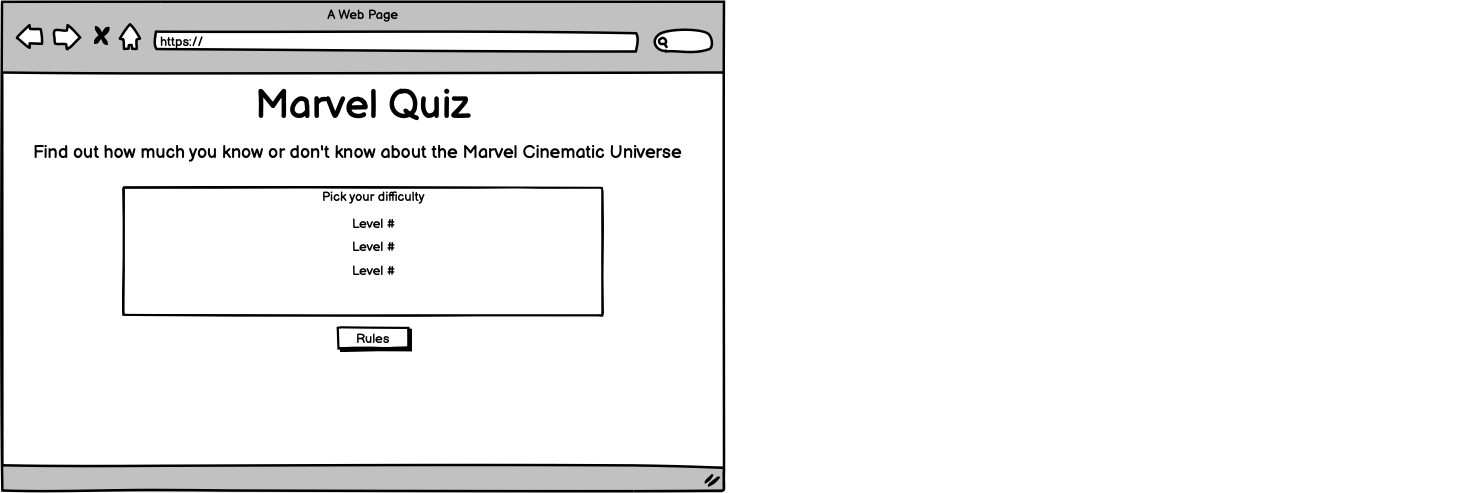 A Web Page
https://
Marvel Quiz
Find out how much you know or don't know about the Marvel Cinematic Universe
Pick your difficulty
Level #
Level #
Level #
Rules